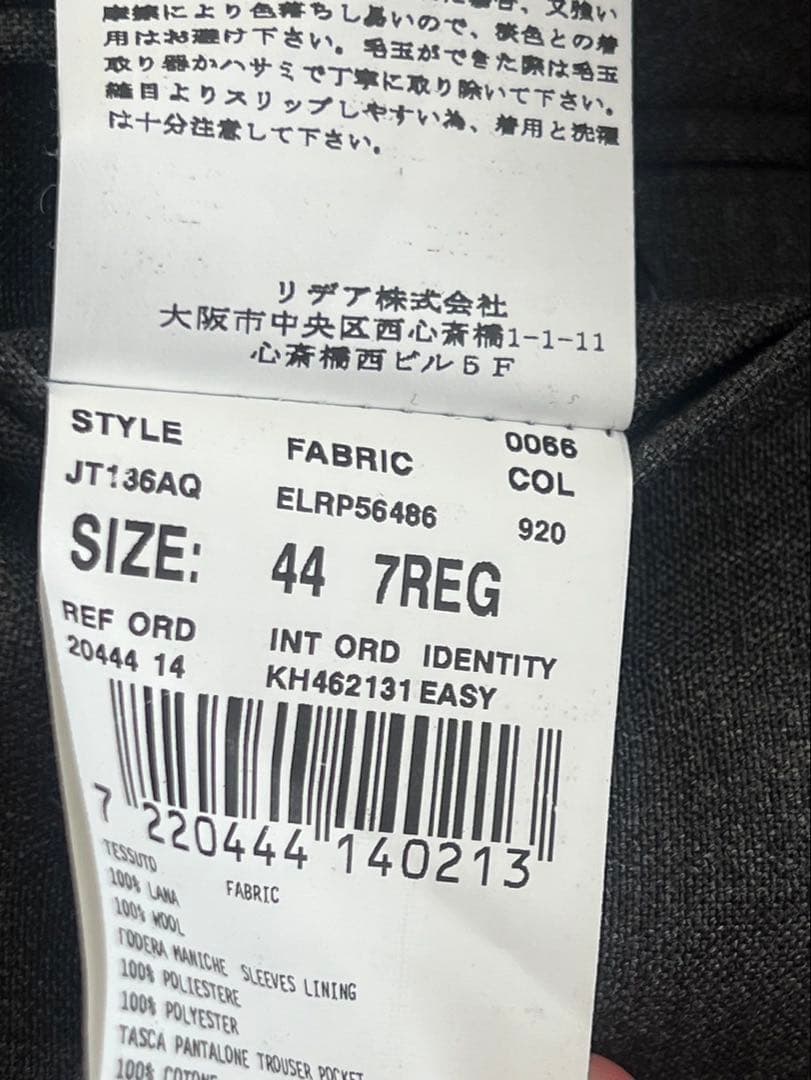 、又強い
摩擦により色落ちし易いので、淡色との着
用はお避け下さい。毛玉ができた際は毛玉
取り器かハサミで丁寧に取り除いて下さい。
縫目よりスリップしやすい為、着用と洗濯
は十分注意して下さい。
リデア株式会社
大阪市中央区西心斎橋1-1-11
心斎橋西ビル5F
0066
STYLE FABRIC COL
JT136AQ ELRP56486 920
SIZE: 44 7REG
REF ORD INT ORD IDENTITY
20444 14 KH462131 EASY
7 220444 140213
TESSUTO FABRIC
100% LANA
100% WOOL
FODERA MANICHE SLEEVES LINING
100% POLIESTERE
100% POLYESTER
TASCA PANTALONE TROUSER POCKET
100% COTONE